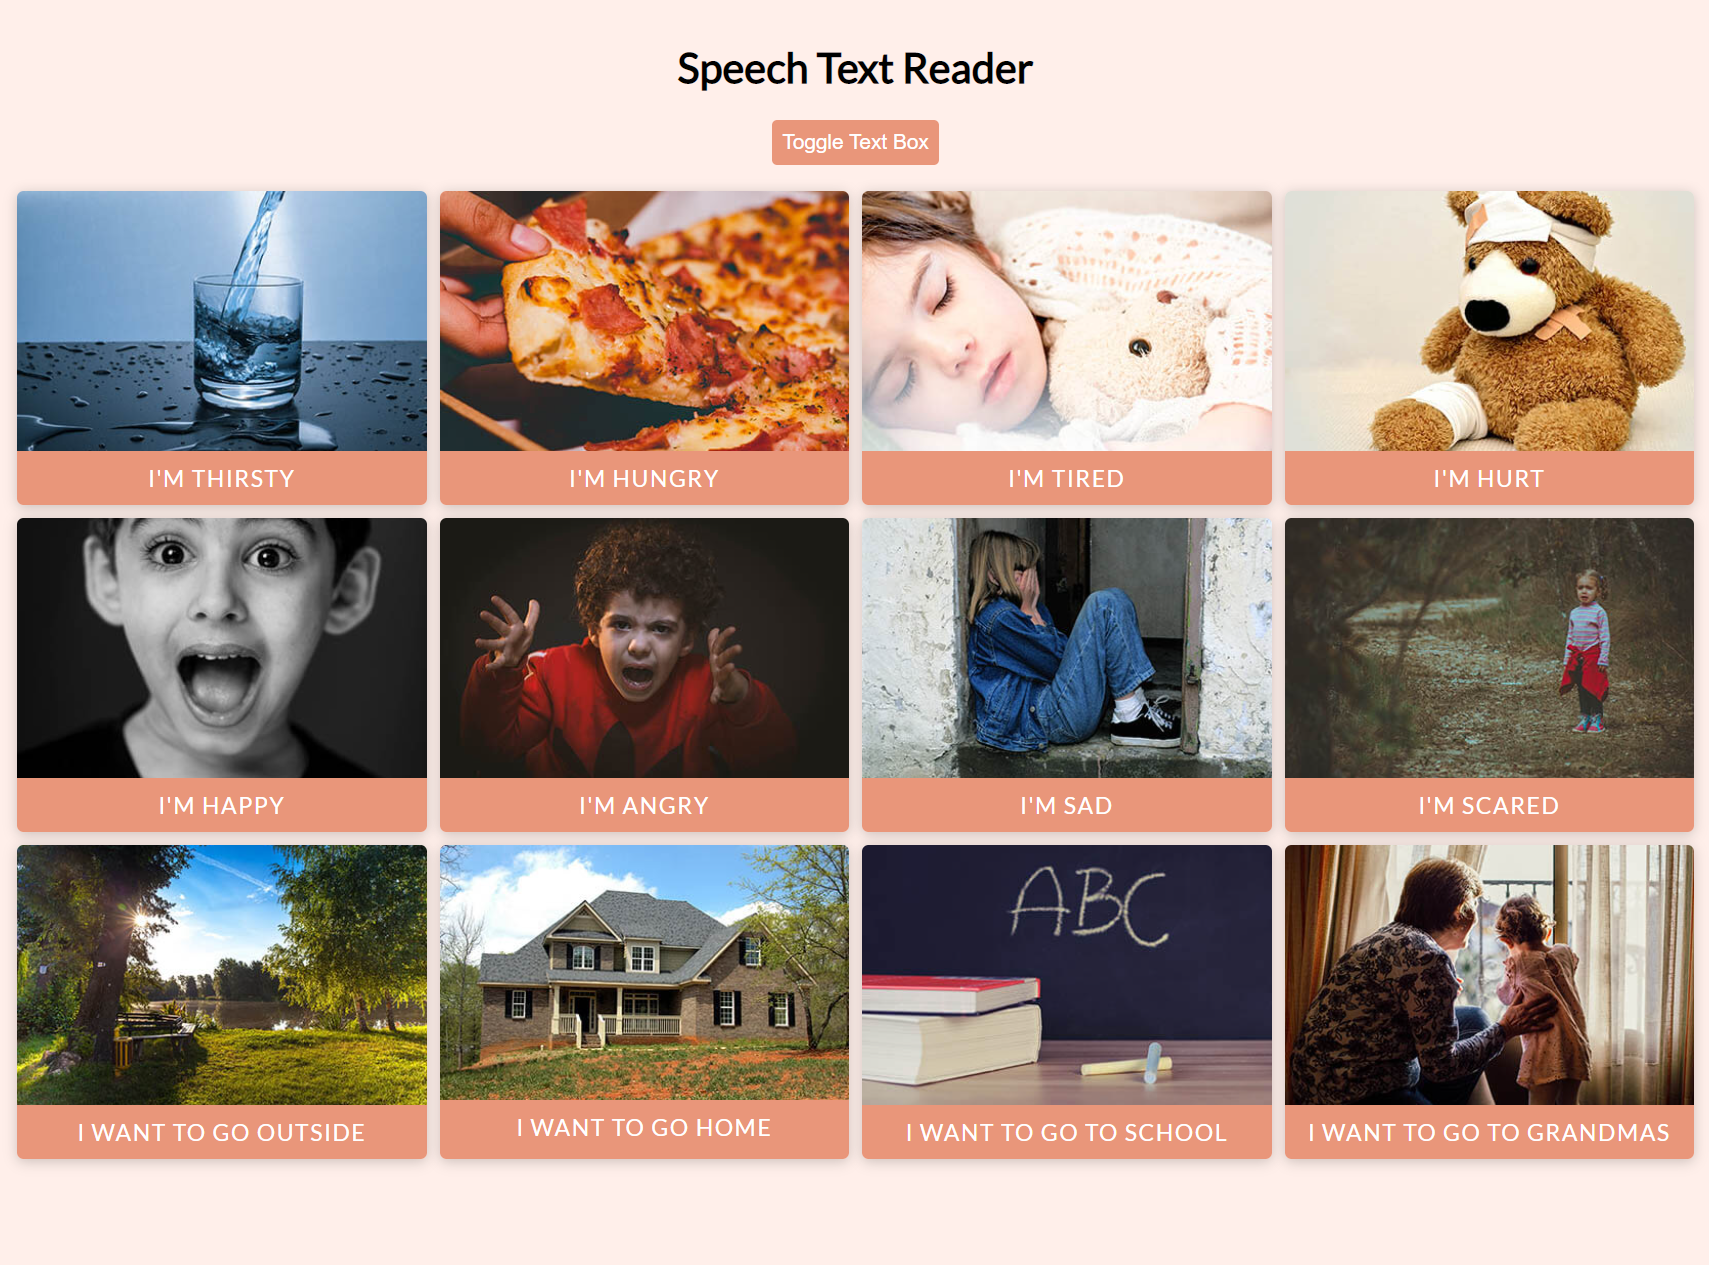 Speech Text Reader
Toggle Text Box
I'M THIRSTY
I'M HUNGRY
I'M TIRED
I'M HURT
I'M HAPPY
I'M ANGRY
I'M SAD
I'M SCARED
ABC
I WANT TO GO OUTSIDE
I WANT TO GO HOME
I WANT TO GO TO SCHOOL
I WANT TO GO TO GRANDMAS